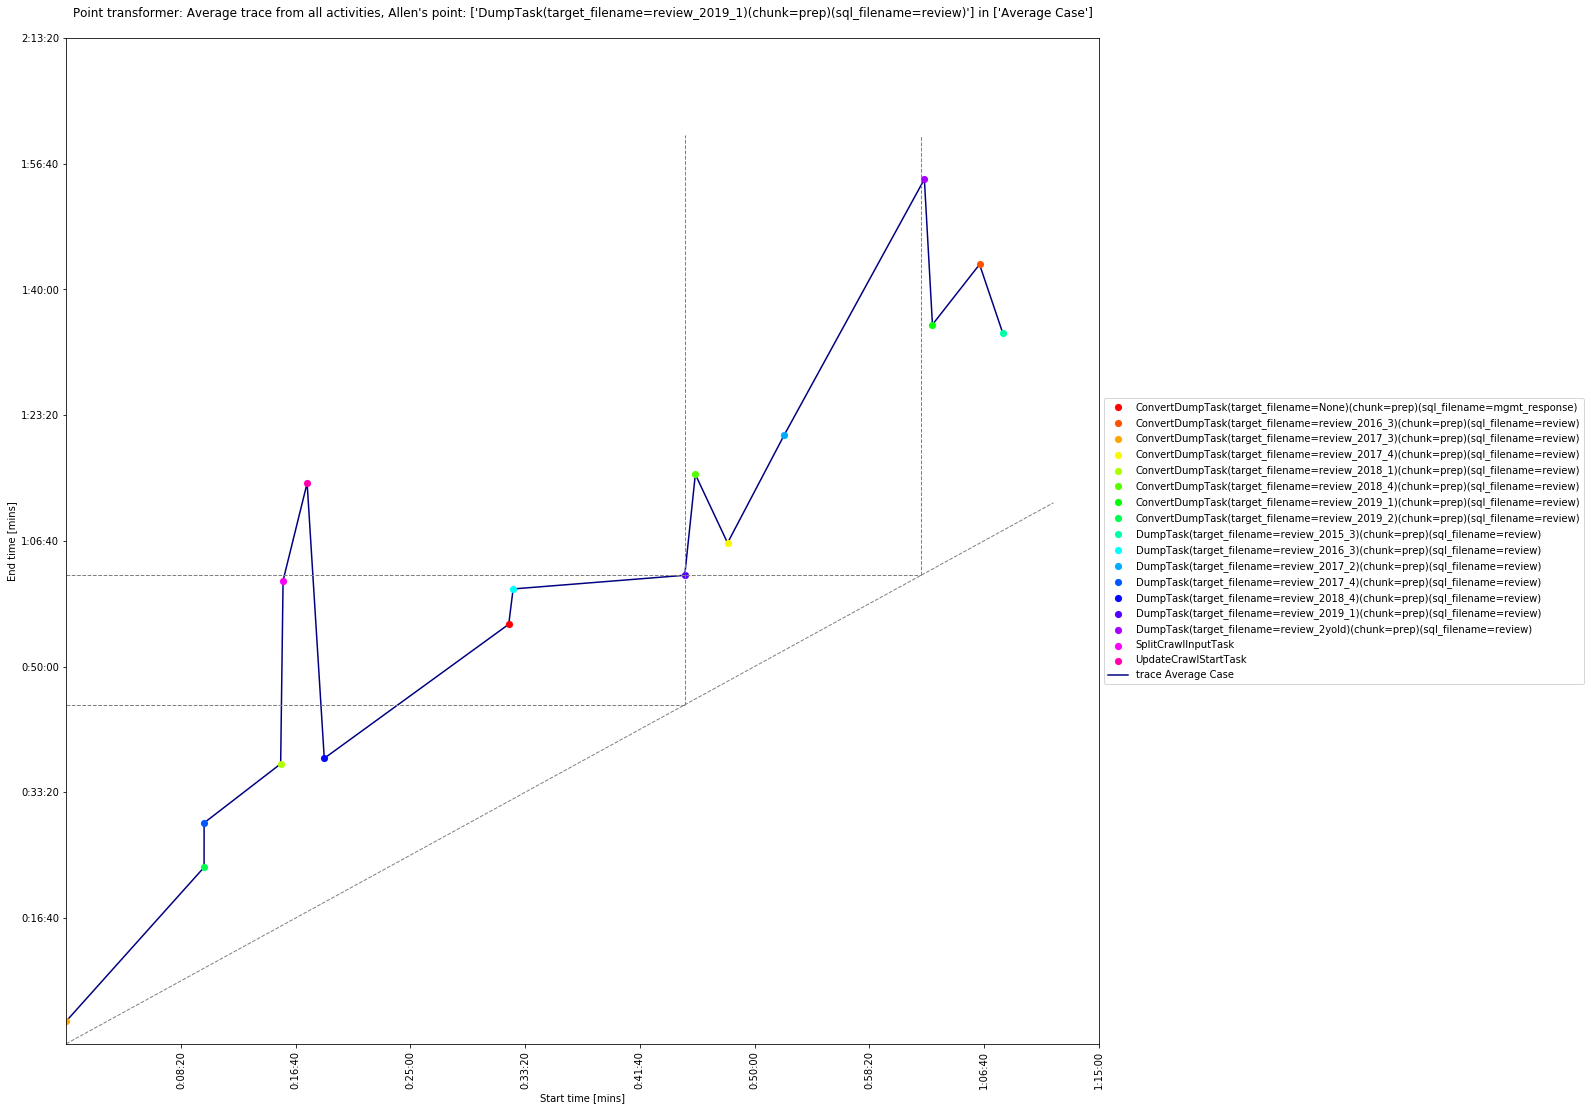 Point transformer: Average trace from all activities, Allen's point: ['DumpTask(target_filename=review_2019_1)(chunk=prep)(sql_filename=review)'] in ['Average Case']
2:13:20
1:56:40
1:40:00
1:23:20
1:06:40
0:50:00
0:33:20
0:16:40
End time [mins]
0:08:20
0:16:40
0:25:00
0:33:20
0:41:40
0:50:00
0:58:20
1:06:40
1:15:00
Start time [mins]
ConvertDumpTask(target_filename=None)(chunk=prep)(sql_filename=mgmt_response)
ConvertDumpTask(target_filename=review_2016_3)(chunk=prep)(sql_filename=review)
ConvertDumpTask(target_filename=review_2017_3)(chunk=prep)(sql_filename=review)
ConvertDumpTask(target_filename=review_2017_4)(chunk=prep)(sql_filename=review)
ConvertDumpTask(target_filename=review_2018_1)(chunk=prep)(sql_filename=review)
ConvertDumpTask(target_filename=review_2018_4)(chunk=prep)(sql_filename=review)
ConvertDumpTask(target_filename=review_2019_1)(chunk=prep)(sql_filename=review)
ConvertDumpTask(target_filename=review_2019_2)(chunk=prep)(sql_filename=review)
DumpTask(target_filename=review_2015_3)(chunk=prep)(sql_filename=review)
DumpTask(target_filename=review_2016_3)(chunk=prep)(sql_filename=review)
DumpTask(target_filename=review_2017_2)(chunk=prep)(sql_filename=review)
DumpTask(target_filename=review_2017_4)(chunk=prep)(sql_filename=review)
DumpTask(target_filename=review_2018_4)(chunk=prep)(sql_filename=review)
DumpTask(target_filename=review_2019_1)(chunk=prep)(sql_filename=review)
DumpTask(target_filename=review_2yold)(chunk=prep)(sql_filename=review)
SplitCrawlInputTask
UpdateCrawlStartTask
trace Average Case